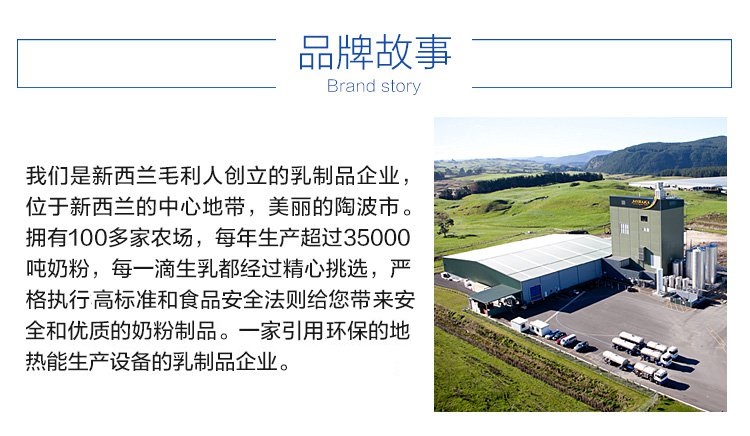 品牌故事
Brand story
我们是新西兰毛利人创立的乳制品企业，
位于新西兰的中心地带，美丽的陶波市。
拥有100多家农场，每年生产超过35000
吨奶粉，每一滴生乳都经过精心挑选，严
格执行高标准和食品安全法则给您带来安
全和优质的奶粉制品。一家引用环保的地
热能生产设备的乳制品企业。
MIRAKA